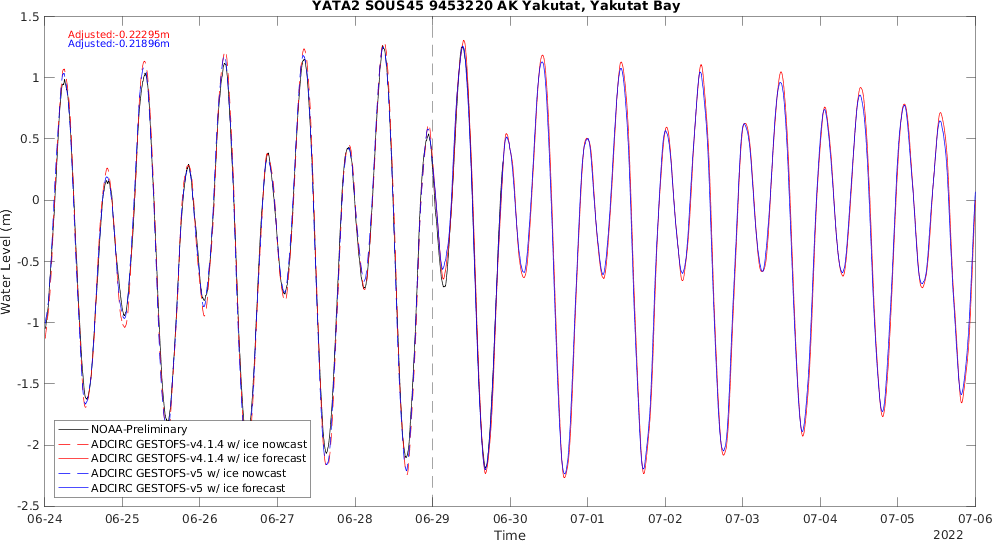 YATA2 SOUS45 9453220 AK Yakutat, Yakutat Bay
Adjusted:-0.22295m
Adjusted:-0.21896m
1.5
1
0.5
0
-0.5
-1
-1.5
-2
-2.5
Water Level (m)
NOAA-Preliminary
ADCIRC GESTOFS-v4.1.4 w/ ice nowcast
ADCIRC GESTOFS-v4.1.4 w/ ice forecast
ADCIRC GESTOFS-v5 w/ ice nowcast
ADCIRC GESTOFS-v5 w/ ice forecast
06-24 06-25 06-26 06-27 06-28 06-29 06-30 07-01 07-02 07-03 07-04 07-05 07-06
Time
2022